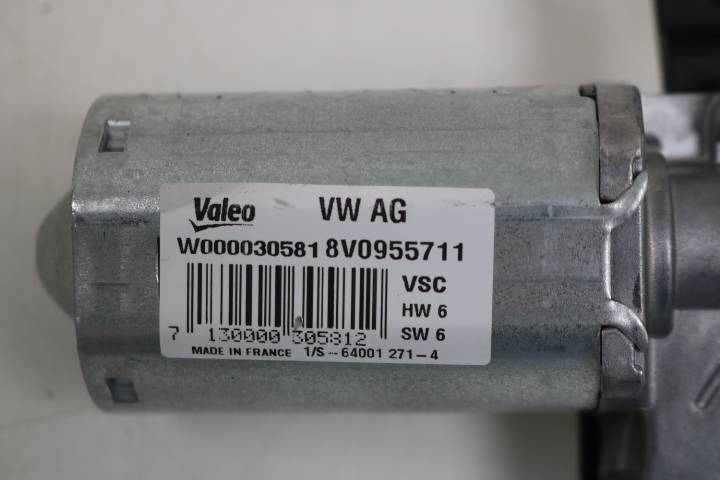 Valeo VW AG
W000030581 8V0955711
VSC
HW 6
SW 6
7 130000 305812
MADE IN FRANCE 1/S - 64001 271-4